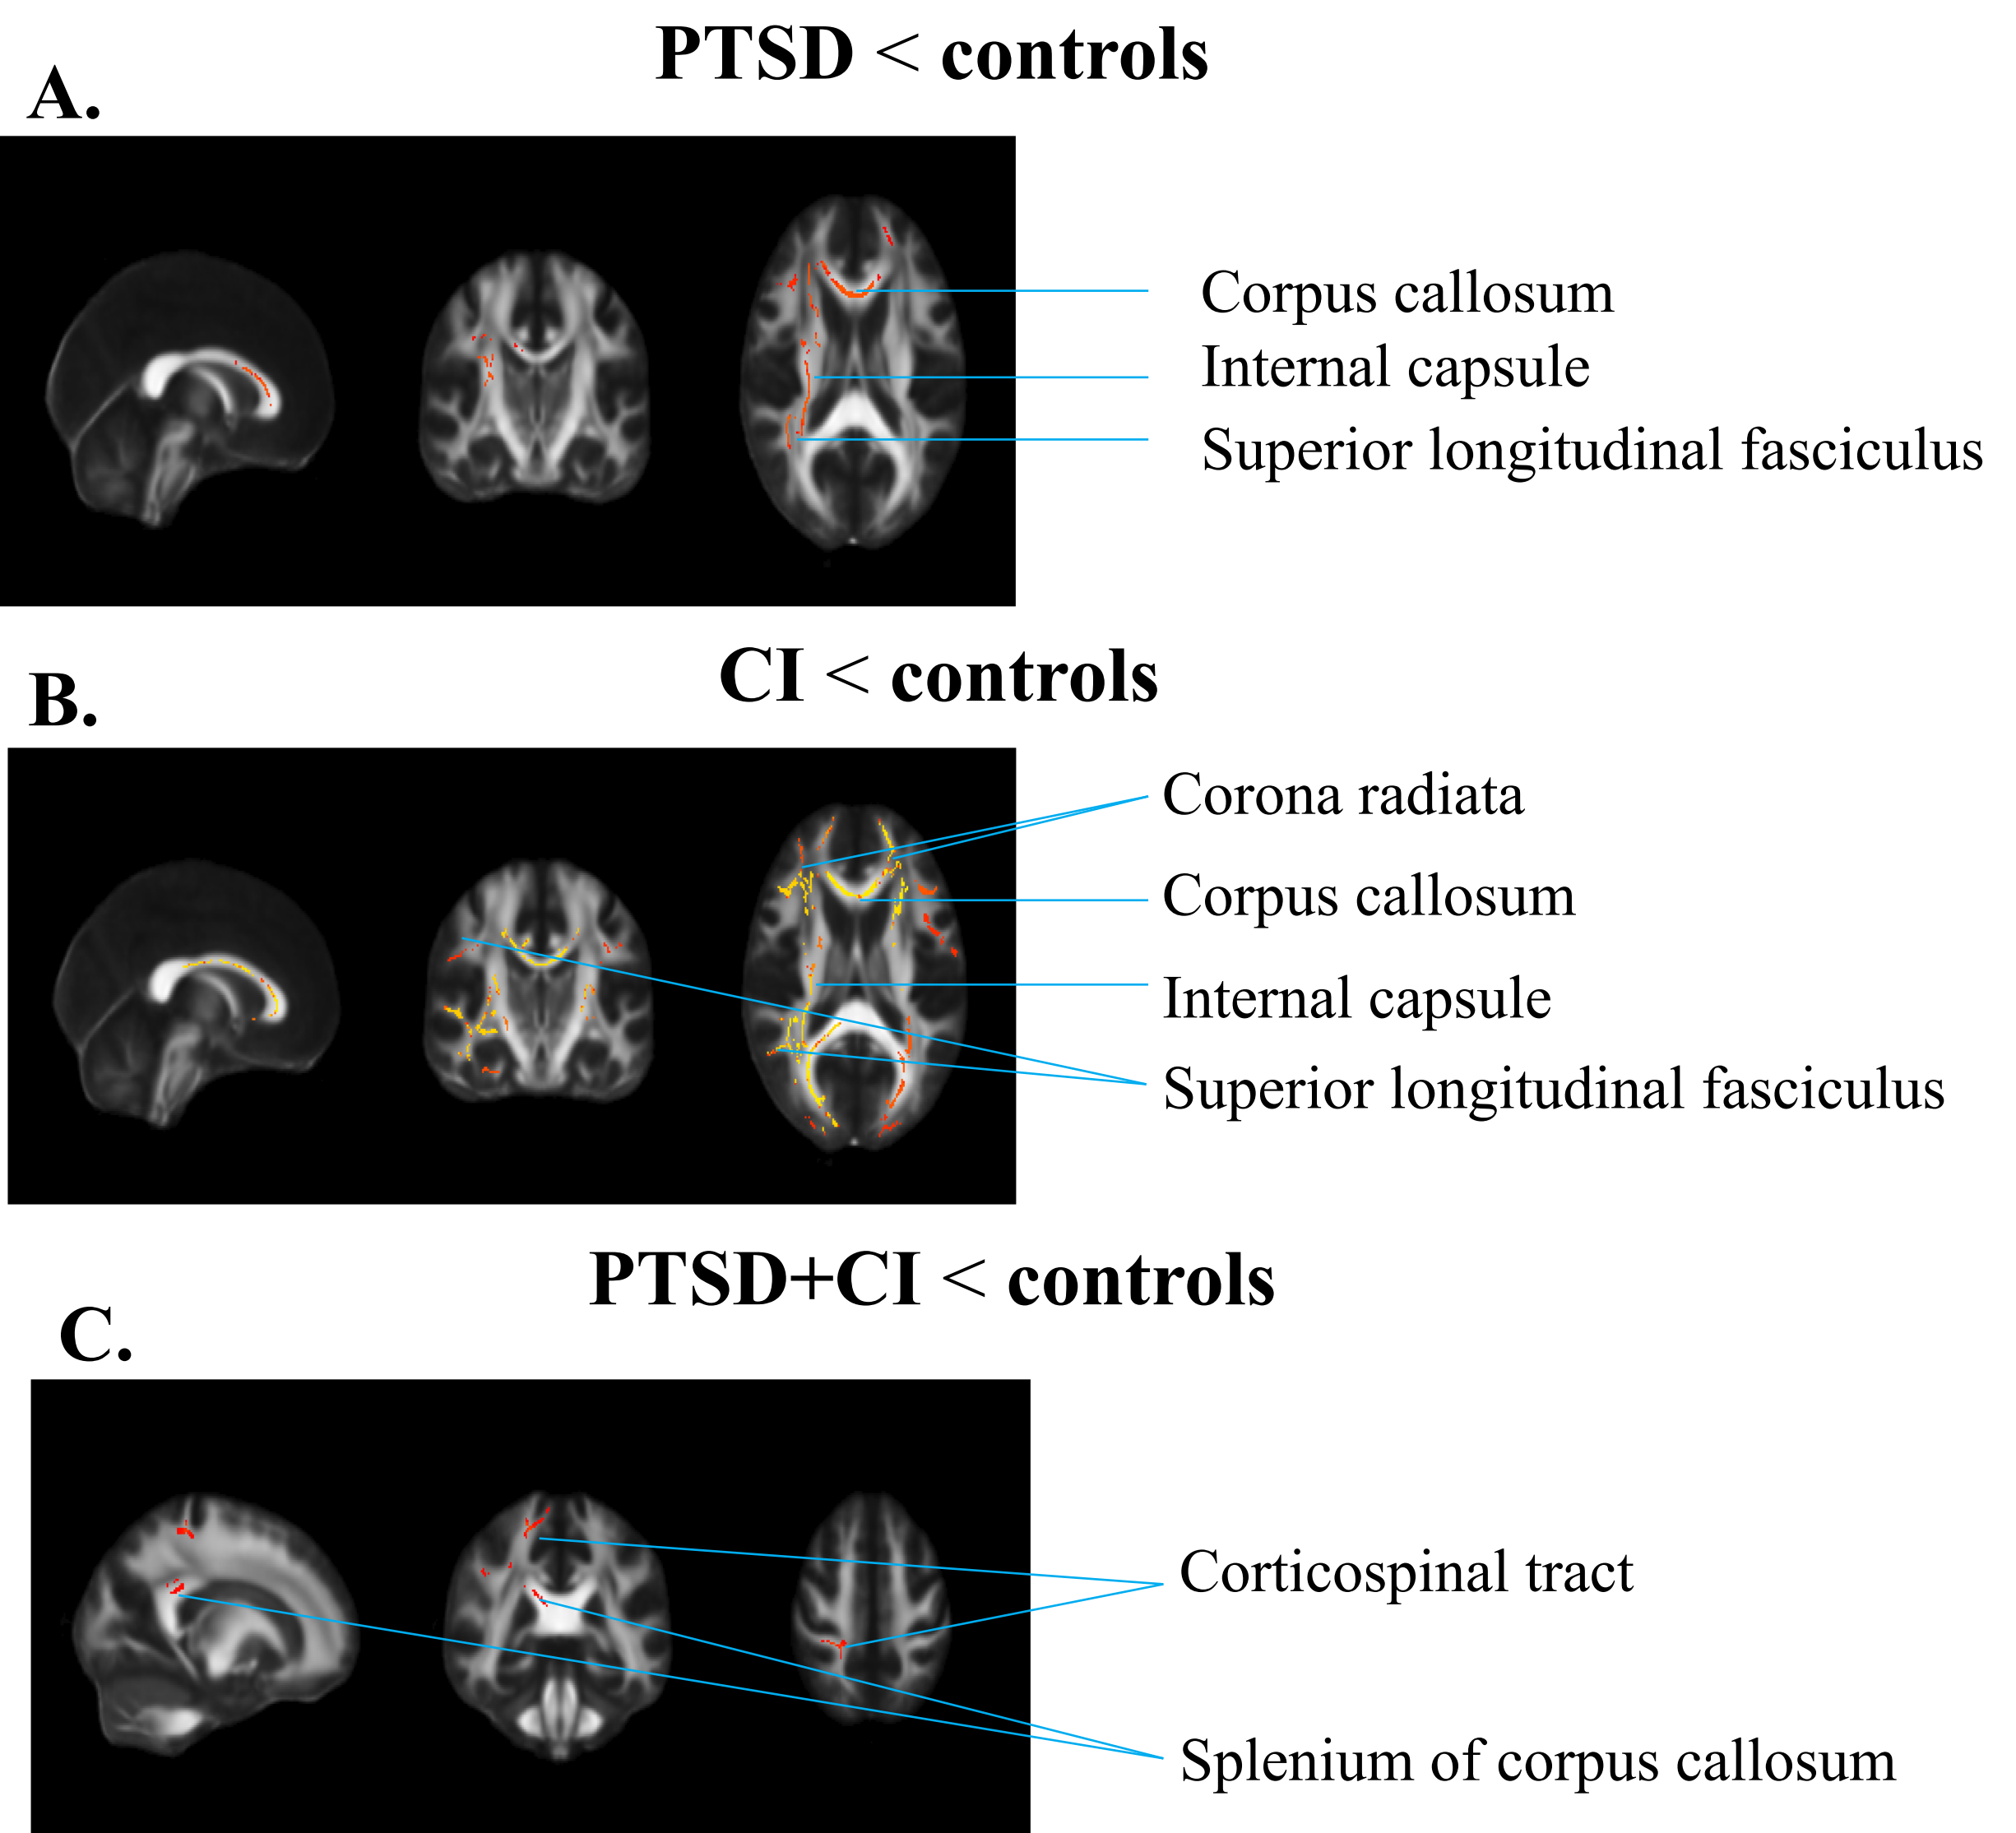 PTSD < controls
A.
Corpus callosum
Internal capsule
Superior longitudinal fasciculus
CI < controls
B.
Corona radiata
Corpus callosum
Internal capsule
Superior longitudinal fasciculus
PTSD+CI < controls
C.
Corticospinal tract
Splenium of corpus callosum